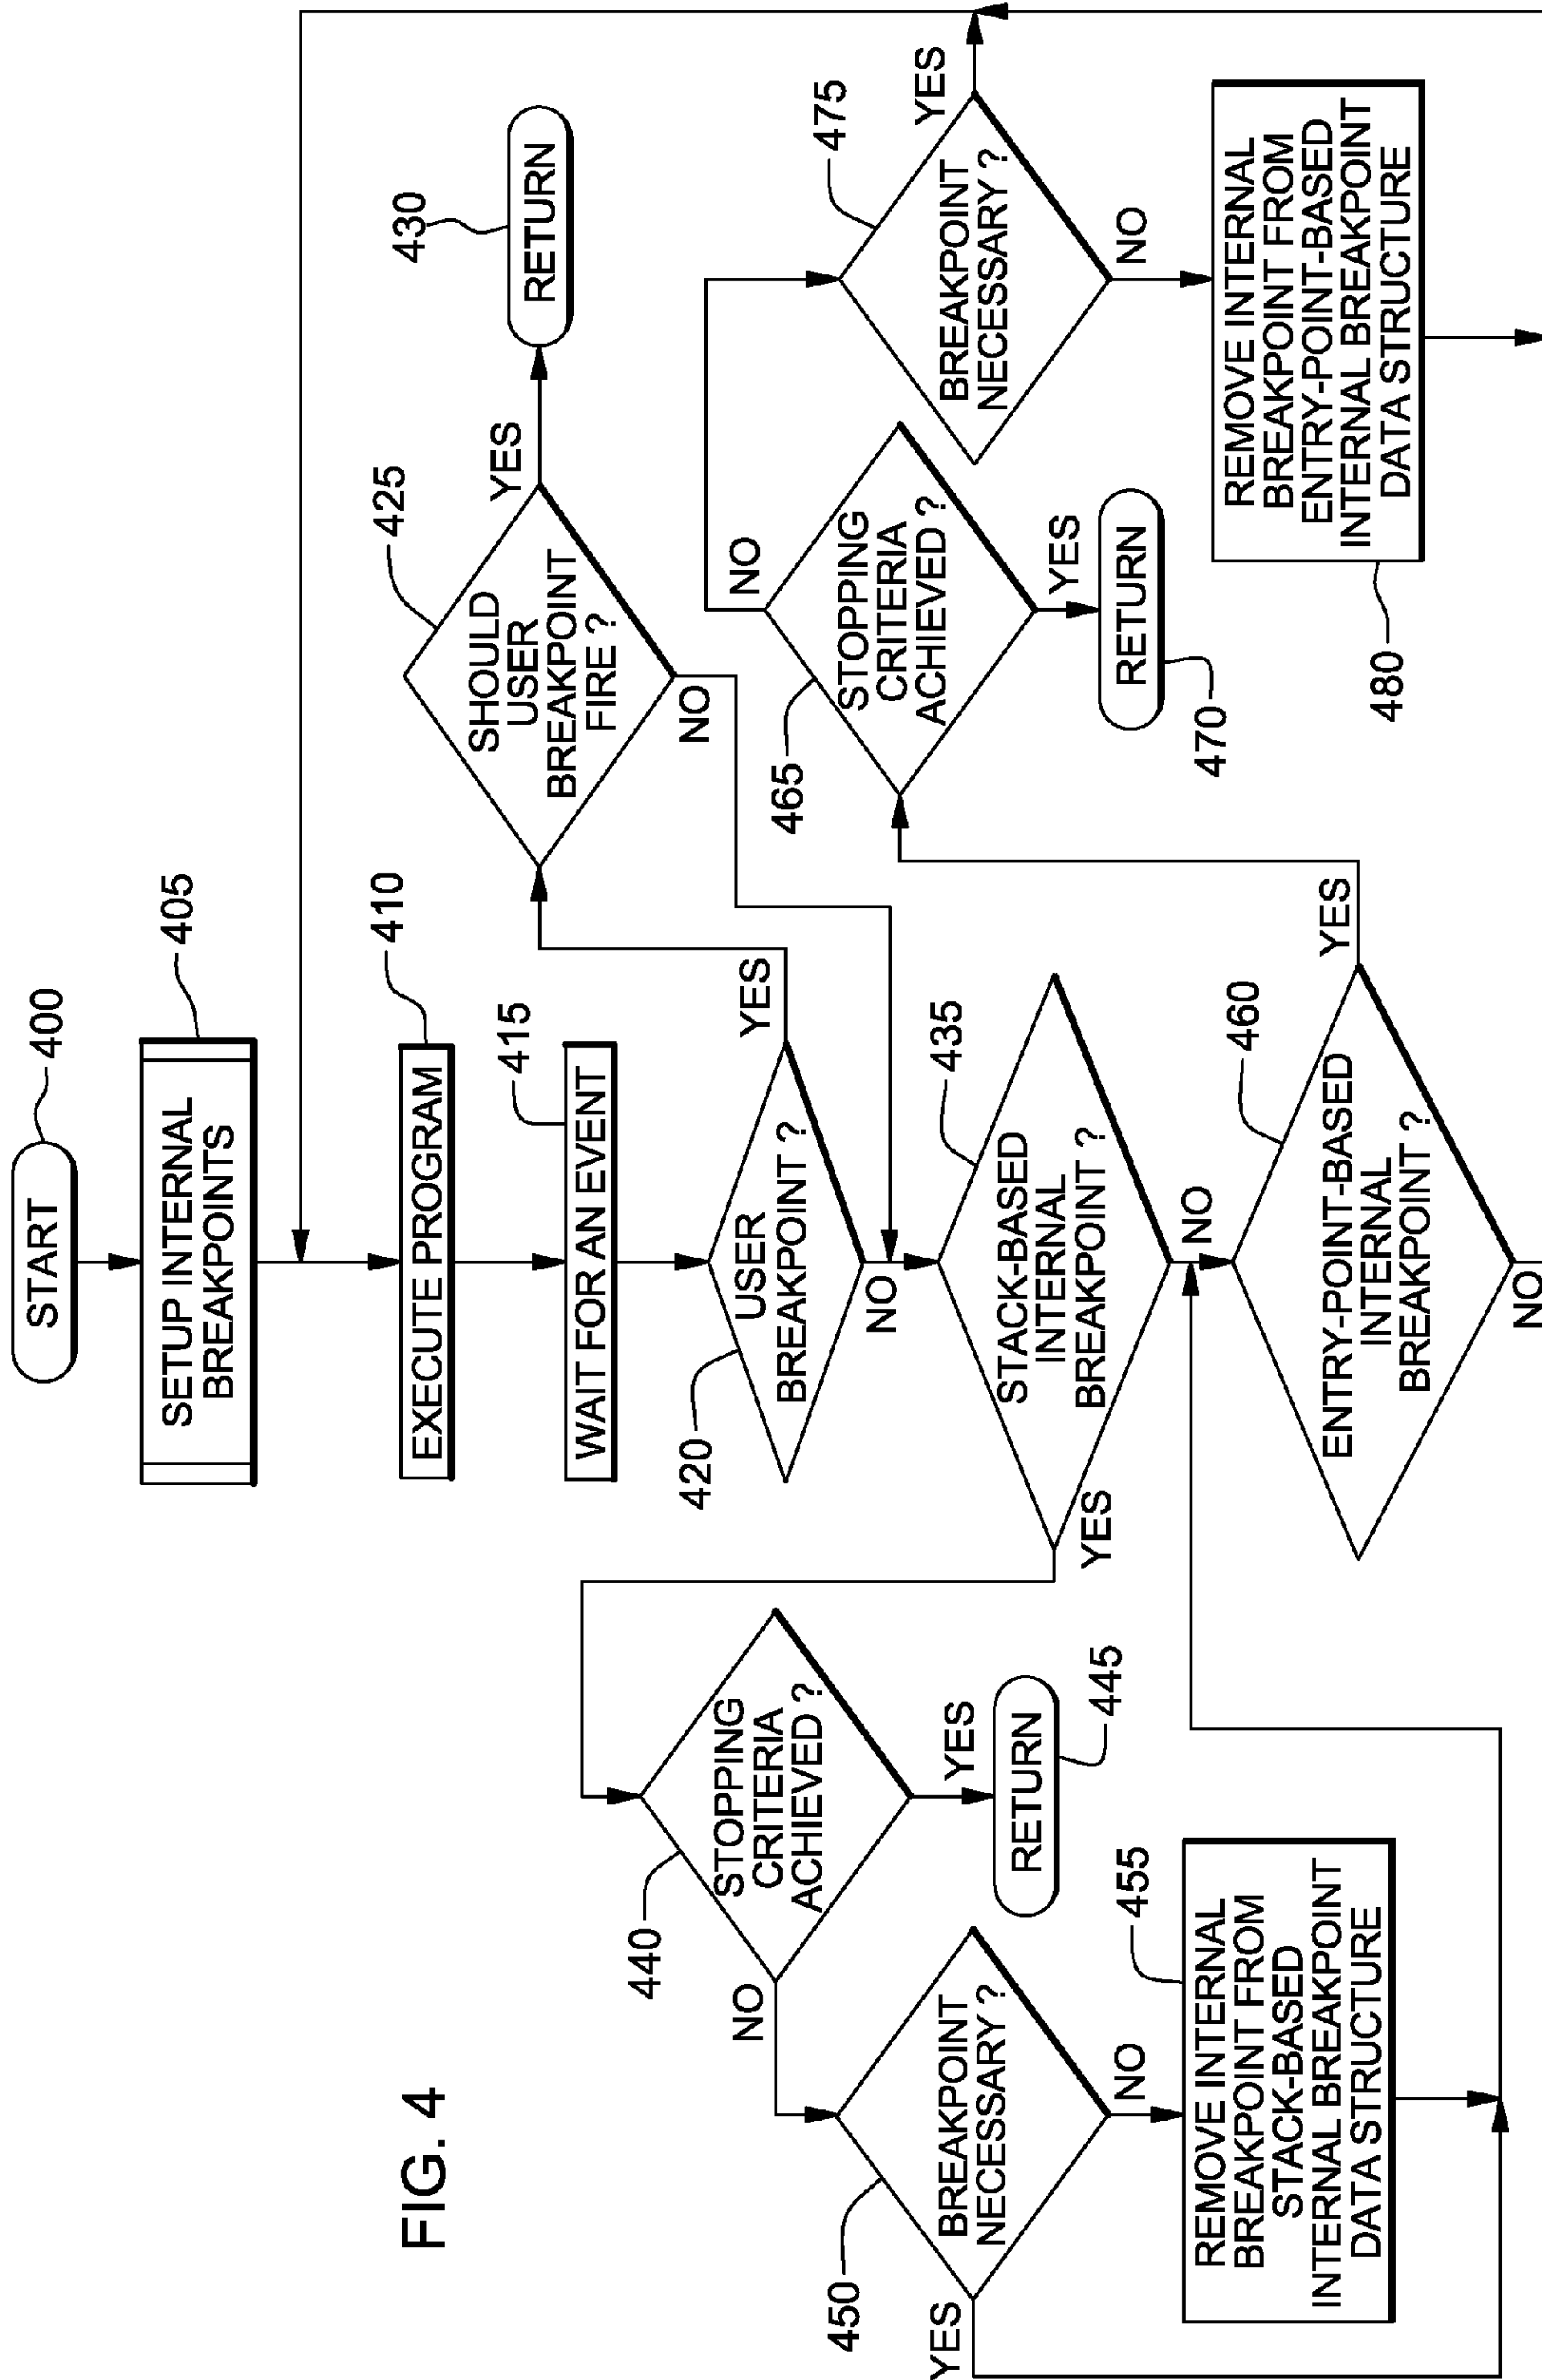 FIG. 4
START
400
SETUP INTERNAL
BREAKPOINTS
405
EXECUTE PROGRAM
410
WAIT FOR AN EVENT
415
USER
BREAKPOINT ?
420
YES
NO
SHOULD
USER
BREAKPOINT
FIRE ?
425
YES
NO
RETURN
430
STACK-BASED
INTERNAL
BREAKPOINT ?
435
YES
NO
STOPPING
CRITERIA
ACHIEVED ?
440
NO
YES
RETURN
445
BREAKPOINT
NECESSARY ?
450
YES
NO
REMOVE INTERNAL
BREAKPOINT FROM
STACK-BASED
INTERNAL BREAKPOINT
DATA STRUCTURE
455
ENTRY-POINT-BASED
INTERNAL
BREAKPOINT ?
460
YES
NO
STOPPING
CRITERIA
ACHIEVED ?
465
NO
YES
RETURN
470
BREAKPOINT
NECESSARY ?
475
YES
NO
REMOVE INTERNAL
BREAKPOINT FROM
ENTRY-POINT-BASED
INTERNAL BREAKPOINT
DATA STRUCTURE
480